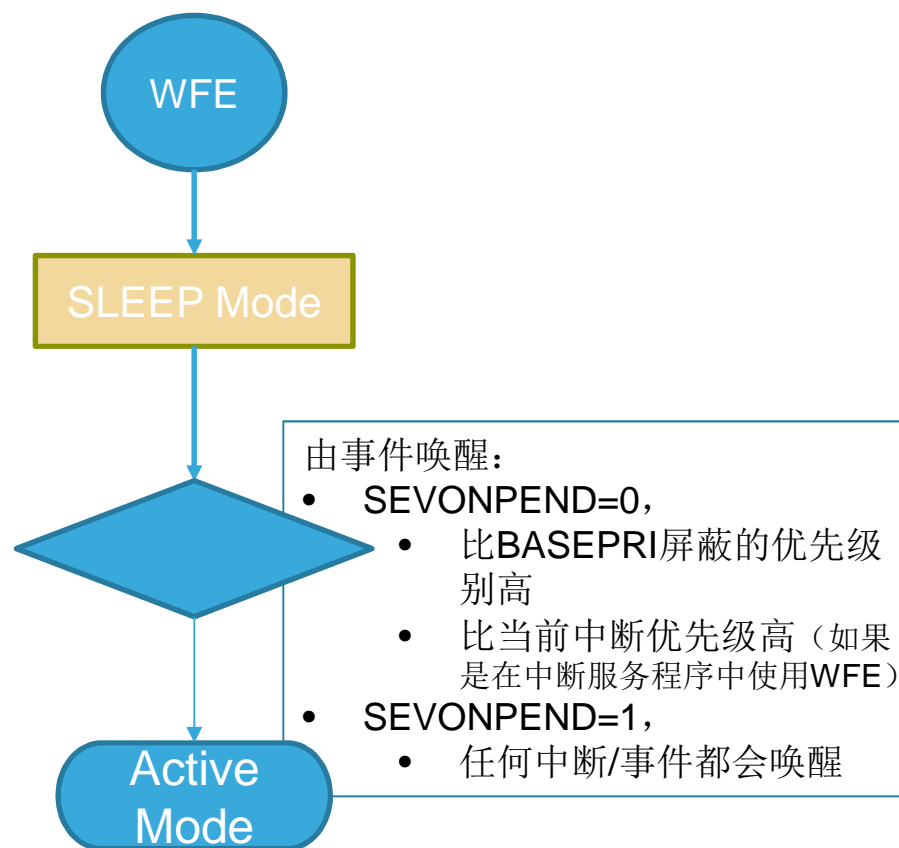 WFE
SLEEP Mode
由事件唤醒：
• SEVONPEND=0，
• 比BASEPRI屏蔽的优先级
别高
• 比当前中断优先级高（如果
是在中断服务程序中使用WFE）
• SEVONPEND=1，
• 任何中断/事件都会唤醒
Active
Mode